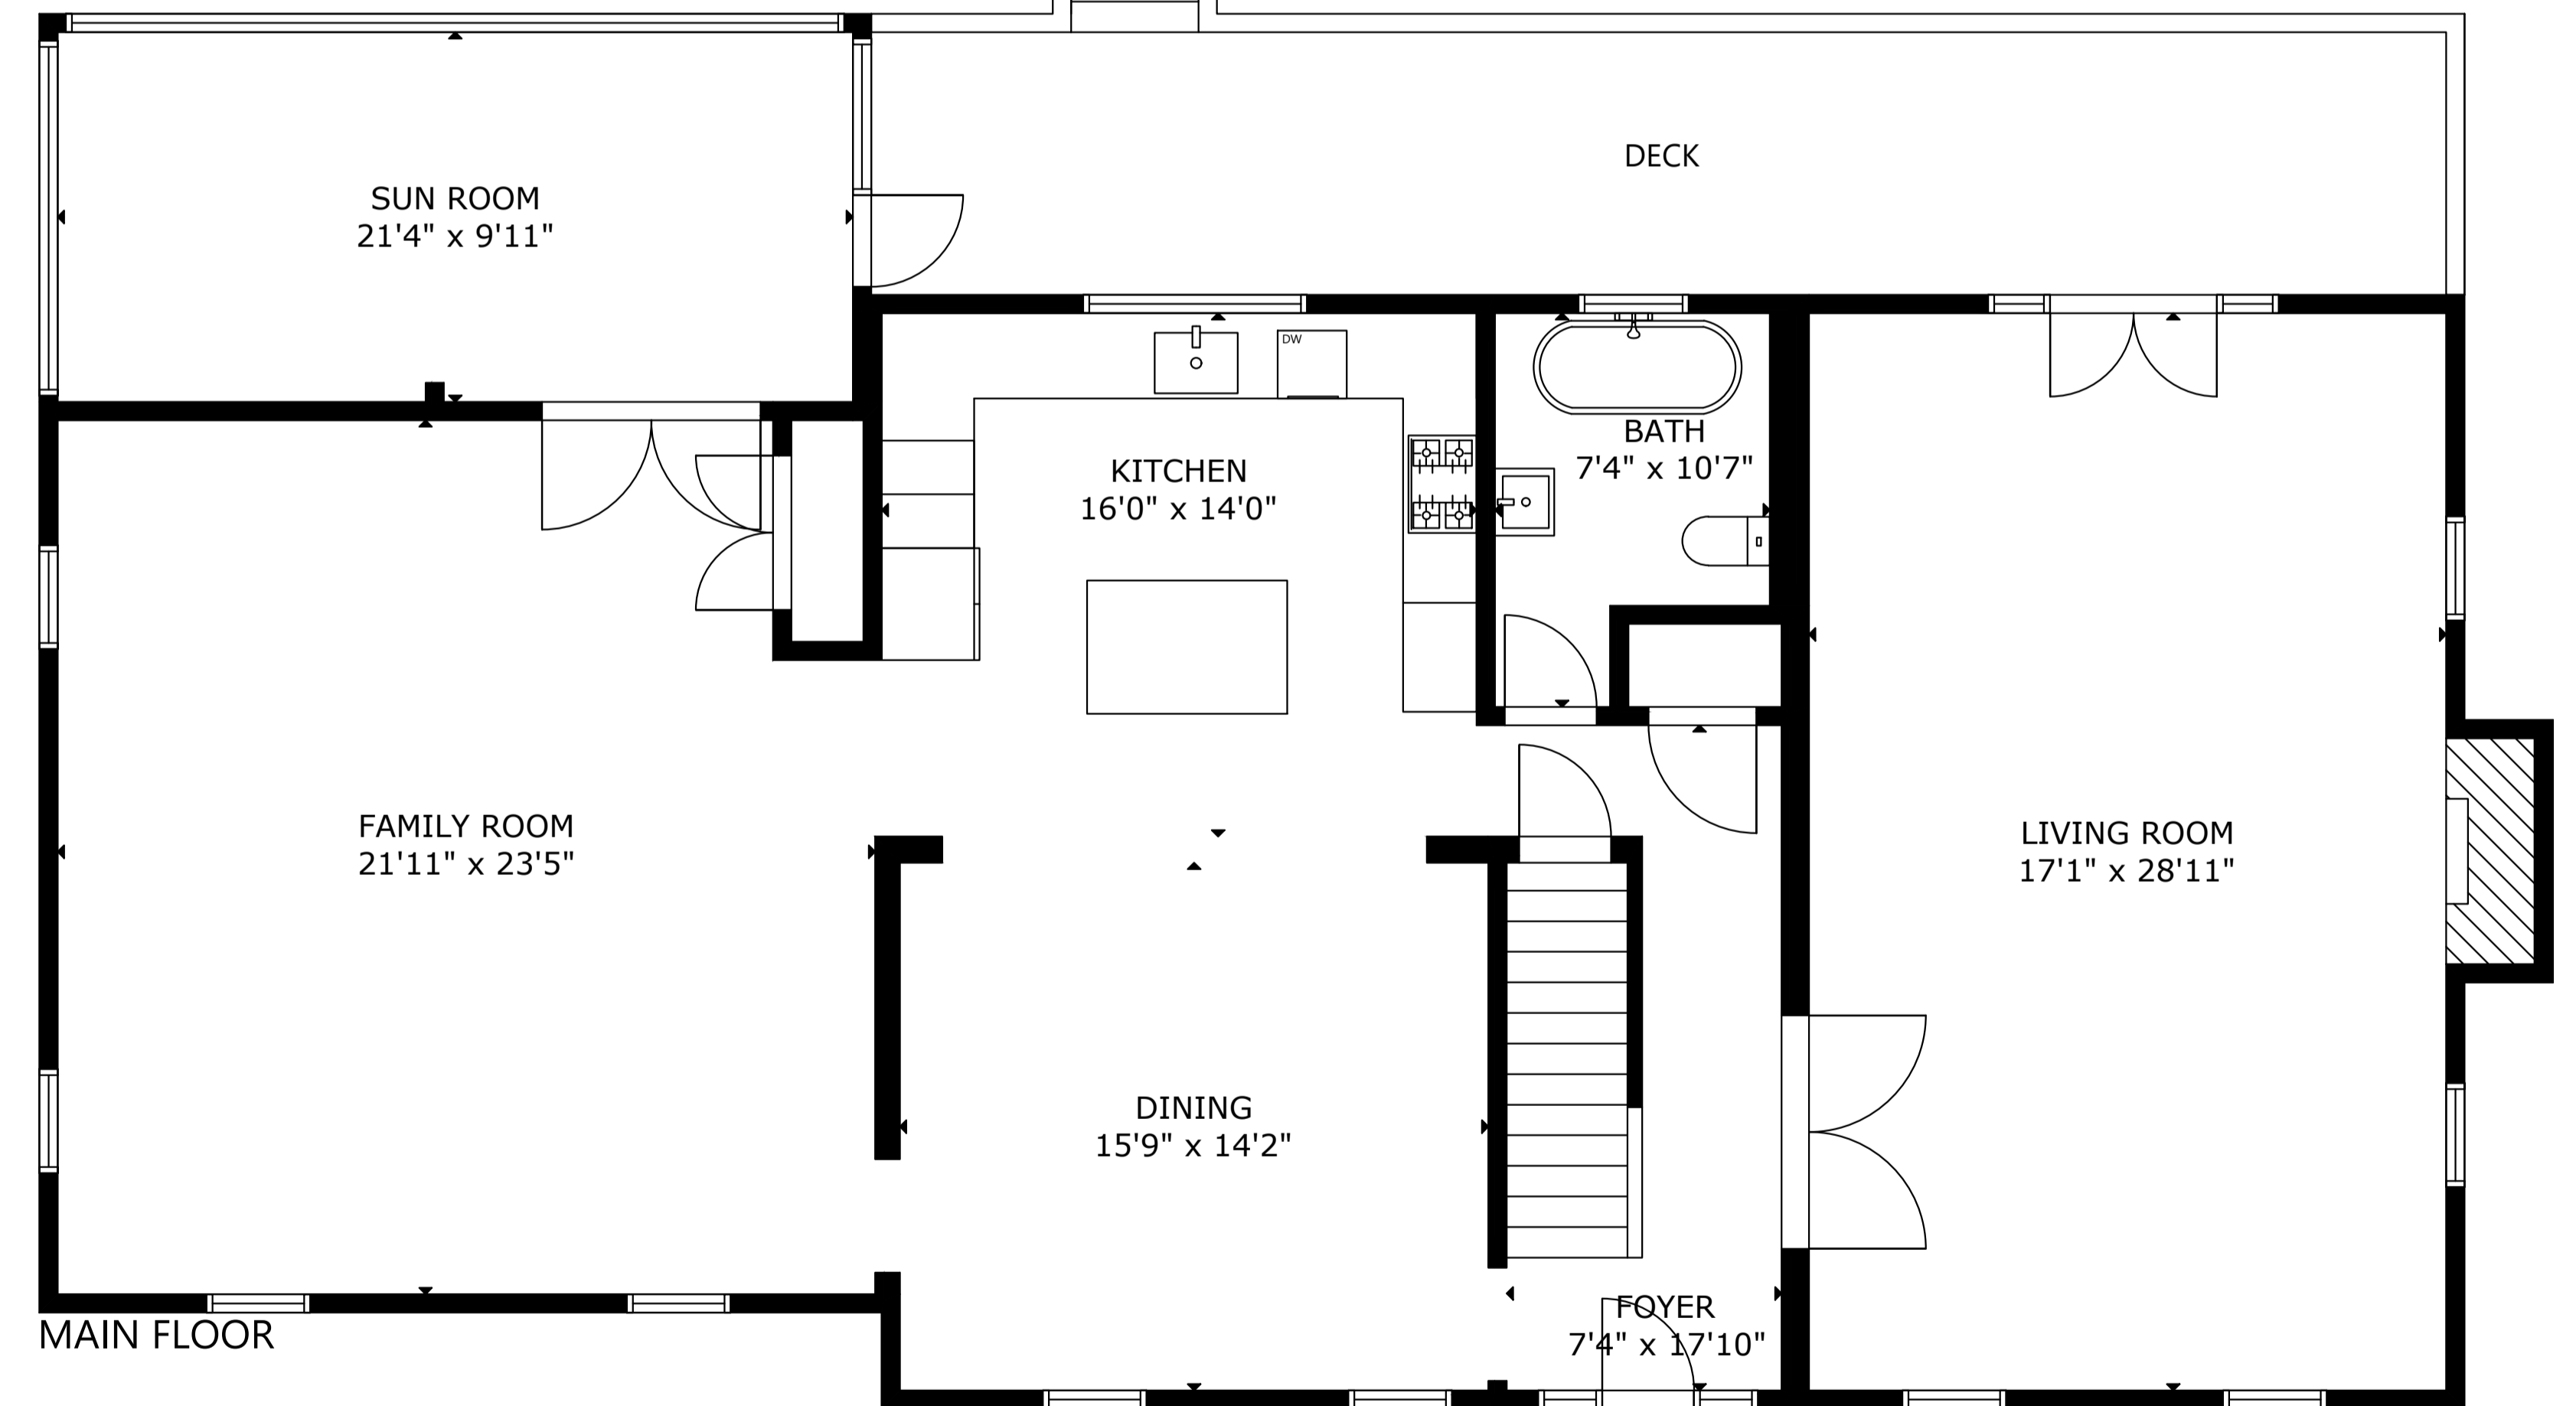 DECK
SUN ROOM
21'4" x 9'11"
DW
KITCHEN
16'0" x 14'0"
BATH
7'4" x 10'7"
FAMILY ROOM
21'11" x 23'5"
LIVING ROOM
17'1" x 28'11"
DINING
15'9" x 14'2"
FOYER
7'4" x 17'10"
MAIN FLOOR